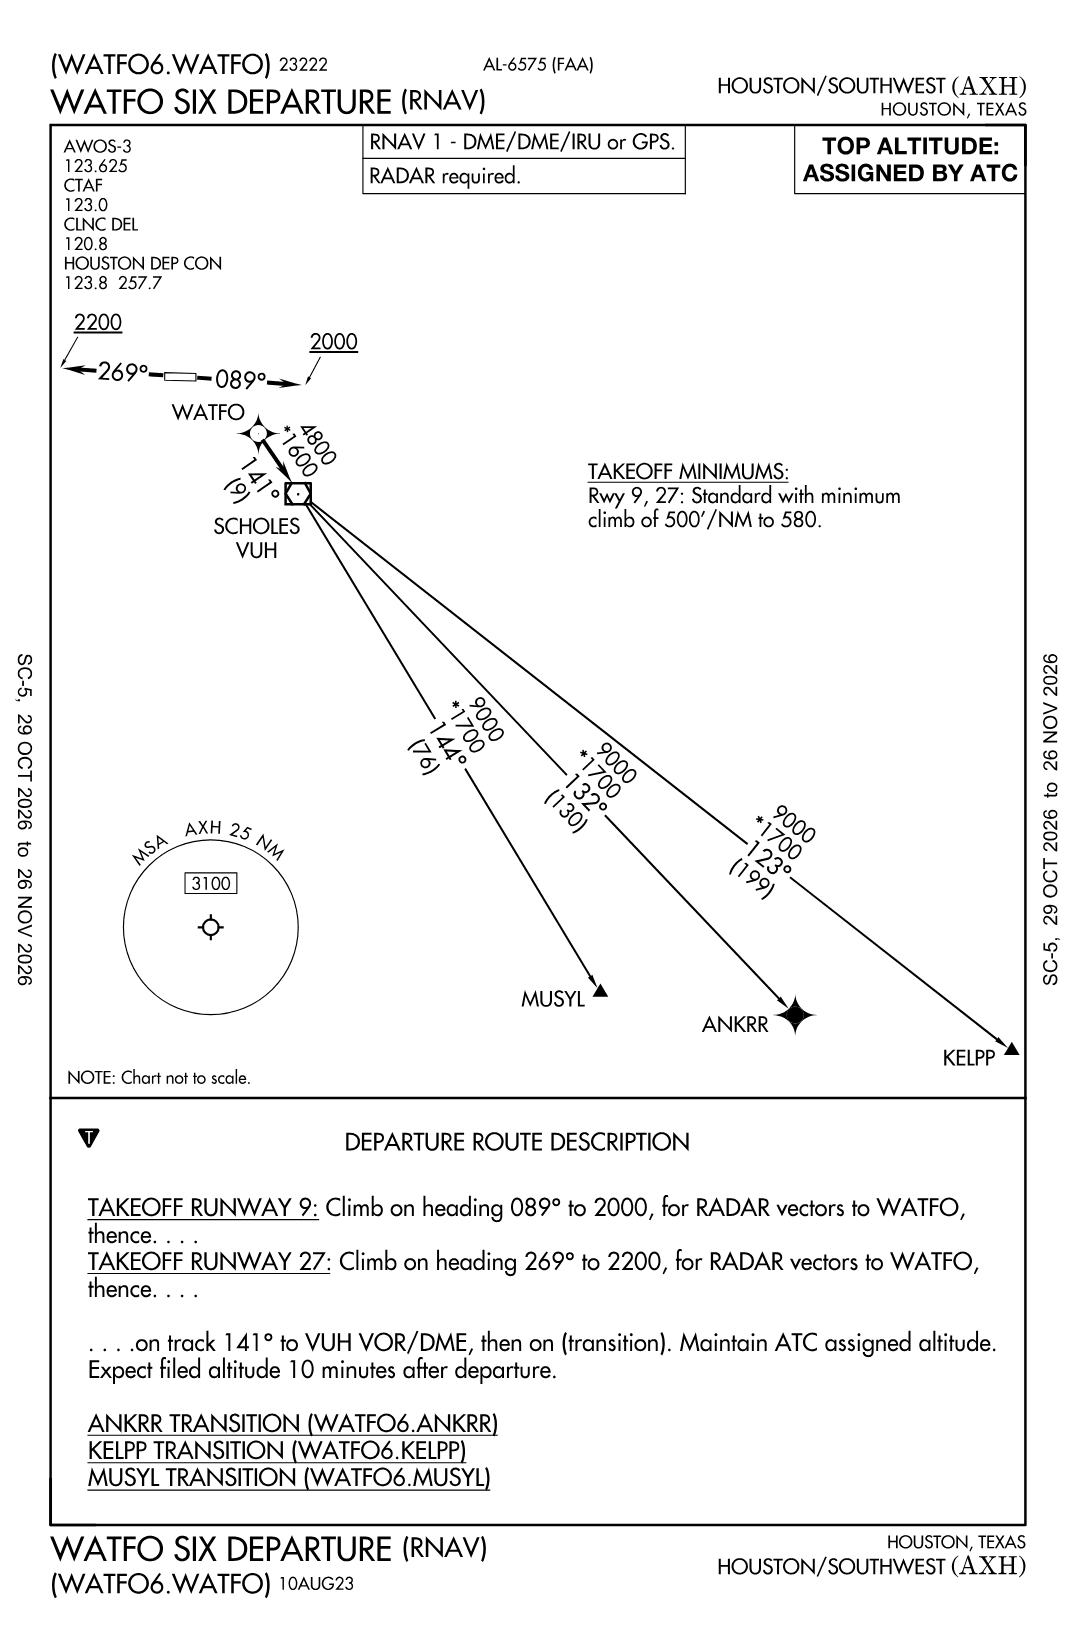 (WATFO6.WATFO) 23222
AL-6575 (FAA)
WATFO SIX DEPARTURE (RNAV)
HOUSTON/SOUTHWEST (AXH)
HOUSTON, TEXAS
AWOS-3
123.625
CTAF
123.0
CLNC DEL
120.8
HOUSTON DEP CON
123.8 257.7
RNAV 1 - DME/DME/IRU or GPS.
RADAR required.
TOP ALTITUDE:
ASSIGNED BY ATC
2200
2000
269°
089°
WATFO
4800
*1600
141°
(9)
SCHOLES
VUH
TAKEOFF MINIMUMS:
Rwy 9, 27: Standard with minimum
climb of 500'/NM to 580.
9000
*1700
144°
(76)
9000
*1700
132°
(130)
9000
*1700
123°
(199)
MSA AXH 25 NM
3100
MUSYL
ANKRR
KELPP
NOTE: Chart not to scale.
SC-5, 29 OCT 2026 to 26 NOV 2026
SC-5, 29 OCT 2026 to 26 NOV 2026
T
DEPARTURE ROUTE DESCRIPTION
TAKEOFF RUNWAY 9: Climb on heading 089° to 2000, for RADAR vectors to WATFO,
thence. . . .
TAKEOFF RUNWAY 27: Climb on heading 269° to 2200, for RADAR vectors to WATFO,
thence. . . .
. . . .on track 141° to VUH VOR/DME, then on (transition). Maintain ATC assigned altitude.
Expect filed altitude 10 minutes after departure.
ANKRR TRANSITION (WATFO6.ANKRR)
KELPP TRANSITION (WATFO6.KELPP)
MUSYL TRANSITION (WATFO6.MUSYL)
WATFO SIX DEPARTURE (RNAV)
(WATFO6.WATFO) 10AUG23
HOUSTON, TEXAS
HOUSTON/SOUTHWEST (AXH)